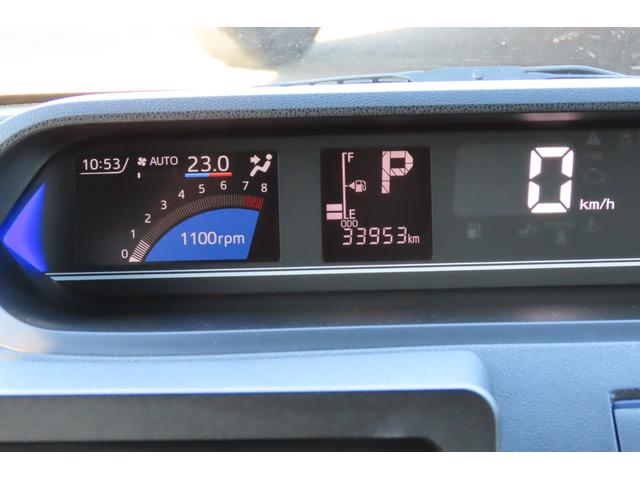 10:53/ AUTO 23.0
0 1 2 3 4 5 6 7 8
1100rpm
F
P
E
ODO
33953km
0 km/h